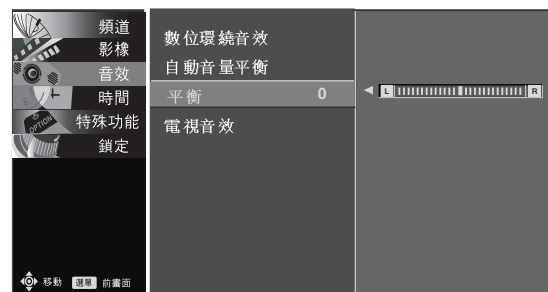 頻道
影像
音效
時間
特殊功能
OPTION
鎖定
移動 選單 前畫面
數位環繞音效
自動音量平衡
平衡 0
電視音效
L R